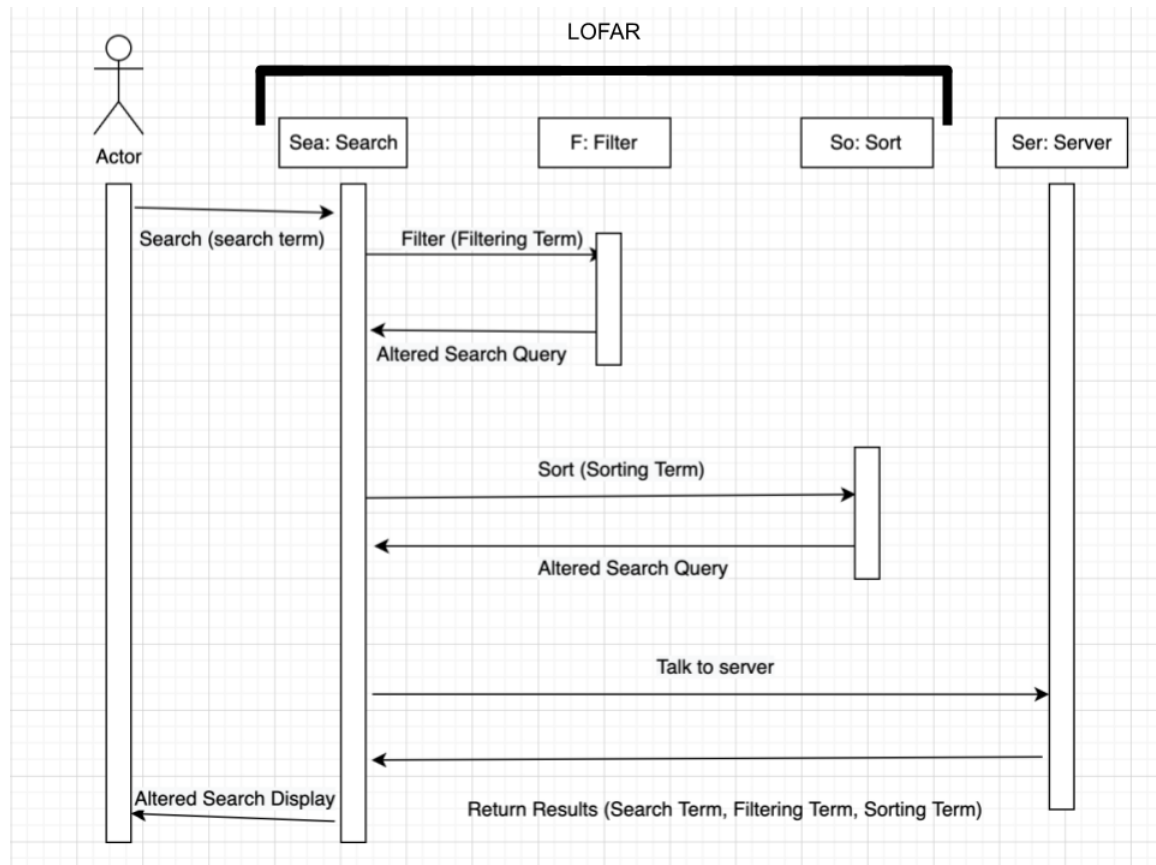 LOFAR
Actor
Sea: Search
F: Filter
So: Sort
Ser: Server
Search (search term)
Filter (Filtering Term)
Altered Search Query
Sort (Sorting Term)
Altered Search Query
Talk to server
Altered Search Display
Return Results (Search Term, Filtering Term, Sorting Term)